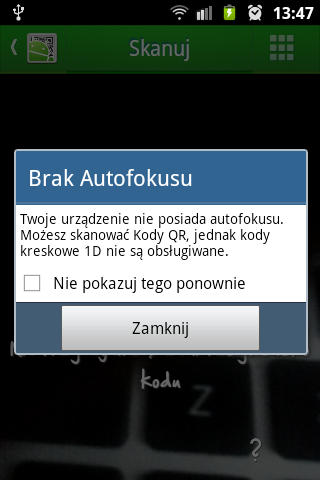 13:47
Skanuj
Brak Autofokusu
Twoje urządzenie nie posiada autofokusu.
Możesz skanować Kody QR, jednak kody
kreskowe 1D nie są obsługiwane.
Nie pokazuj tego ponownie
Zamknij
kodu
?